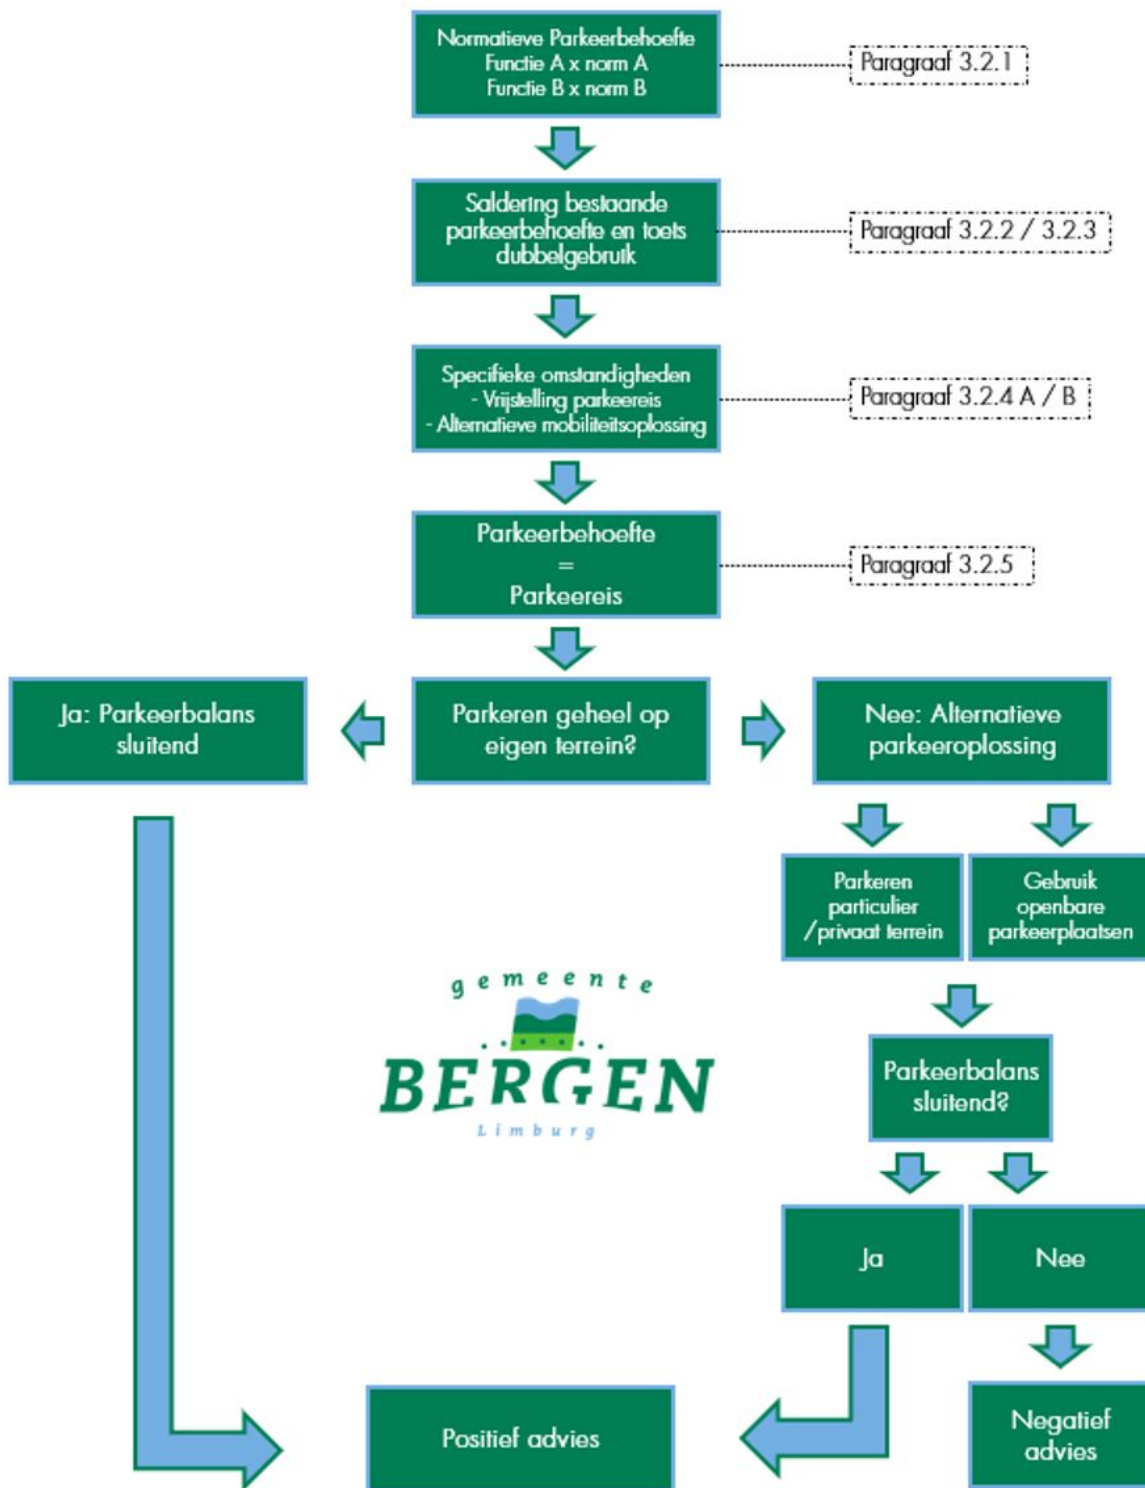 Normatieve Parkeerbehoefte
Functie A x norm A
Functie B x norm B
Paragraaf 3.2.1
Saldering bestaande
parkeerbehoefte en toets
dubbelgebruik
Paragraaf 3.2.2 / 3.2.3
Specifieke omstandigheden
- Vrijstelling parkeereis
- Alternatieve mobiliteitsoplossing
Paragraaf 3.2.4 A / B
Parkeerbehoefte
=
Parkeereis
Paragraaf 3.2.5
Ja: Parkeerbalans
sluitend
Parkeren geheel op
eigen terrein?
Nee: Alternatieve
parkeeroplossing
Parkeren
particulier
/privaat terrein
Gebruik
openbare
parkeerplaatsen
gemeente
BERGEN
Limburg
Parkeerbalans
sluitend?
Ja
Nee
Positief advies
Negatief
advies